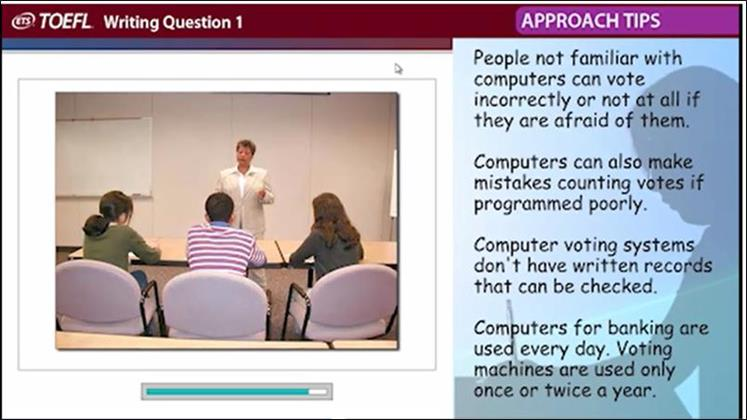 ETS TOEFL Writing Question 1
APPROACH TIPS
People not familiar with
computers can vote
incorrectly or not at all if
they are afraid of them.
Computers can also make
mistakes counting votes if
programmed poorly.
Computer voting systems
don't have written records
that can be checked.
Computers for banking are
used every day. Voting
machines are used only
once or twice a year.